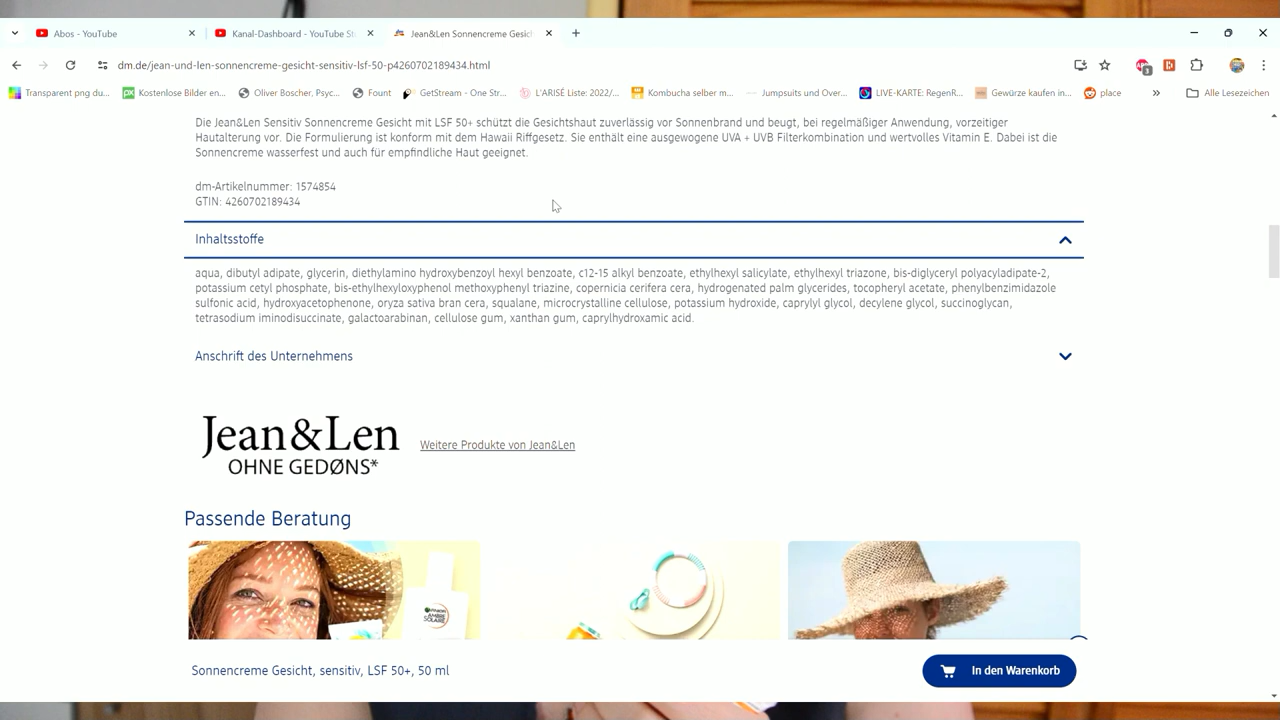 Abos - YouTube
Kanal-Dashboard - YouTube St
Jean&Len Sonnencreme Gesich
dm.de/jean-und-len-sonnencreme-gesicht-sensitiv-lsf-50-p4260702189434.html
3
Transparent png du...
Kostenlose Bilder en...
Oliver Boscher, Psyc...
Fount
GetStream - One Str...
L'ARISÉ Liste: 2022/...
Kombucha selber m...
Jumpsuits und Over...
LIVE-KARTE: RegenR...
Gewürze kaufen in...
place
Alle Lesezeichen
Die Jean&Len Sensitiv Sonnencreme Gesicht mit LSF 50+ schützt die Gesichtshaut zuverlässig vor Sonnenbrand und beugt, bei regelmäßiger Anwendung, vorzeitiger
Hautalterung vor. Die Formulierung ist konform mit dem Hawaii Riffgesetz. Sie enthält eine ausgewogene UVA + UVB Filterkombination und wertvolles Vitamin E. Dabei ist die
Sonnencreme wasserfest und auch für empfindliche Haut geeignet.
dm-Artikelnummer: 1574854
GTIN: 4260702189434
Inhaltsstoffe
aqua, dibutyl adipate, glycerin, diethylamino hydroxybenzoyl hexyl benzoate, c12-15 alkyl benzoate, ethylhexyl salicylate, ethylhexyl triazone, bis-diglyceryl polyacyladipate-2,
potassium cetyl phosphate, bis-ethylhexyloxyphenol methoxyphenyl triazine, copernicia cerifera cera, hydrogenated palm glycerides, tocopheryl acetate, phenylbenzimidazole
sulfonic acid, hydroxyacetophenone, oryza sativa bran cera, squalane, microcrystalline cellulose, potassium hydroxide, caprylyl glycol, decylene glycol, succinoglycan,
tetrasodium iminodisuccinate, galactoarabinan, cellulose gum, xanthan gum, caprylhydroxamic acid.
Anschrift des Unternehmens
Jean&Len
OHNE GEDØNS*
Weitere Produkte von Jean&Len
Passende Beratung
GARNIER
AMBRE
SOLAIRE
Sonnencreme Gesicht, sensitiv, LSF 50+, 50 ml
In den Warenkorb